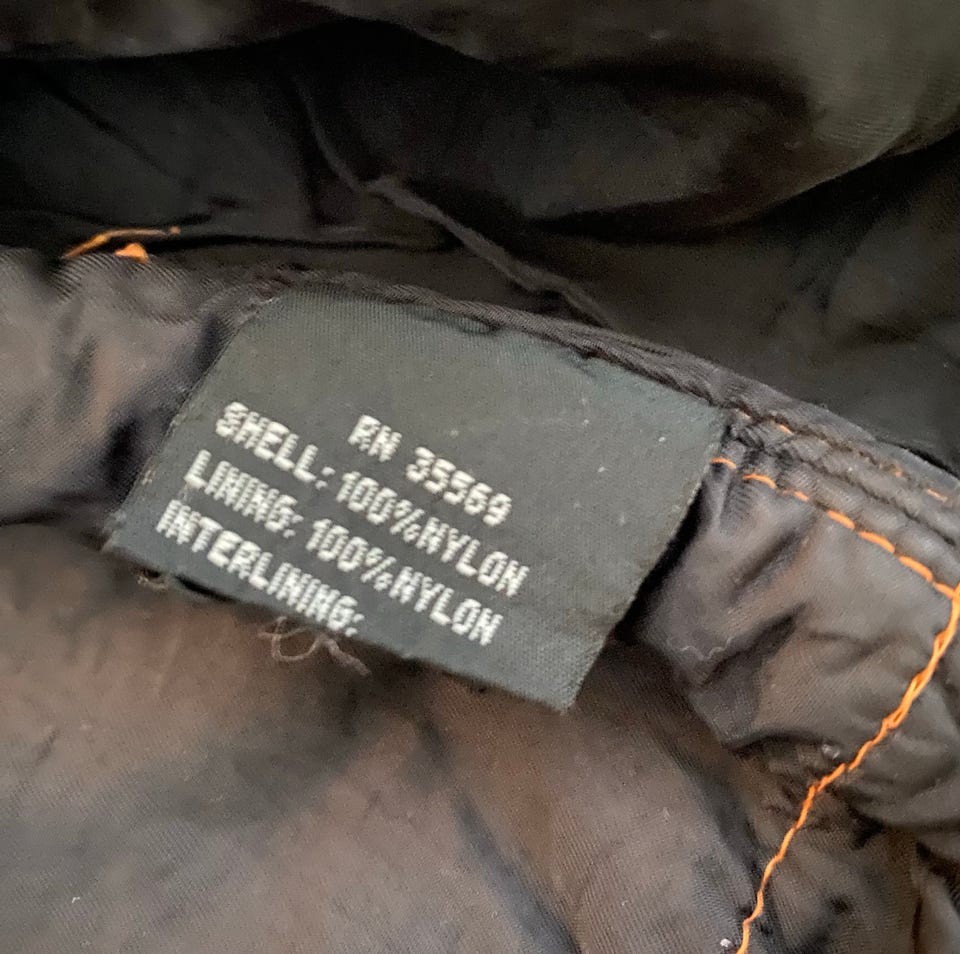 RN 35569
SHELL: 100%NYLON
LINING: 100%NYLON
INTERLINING: